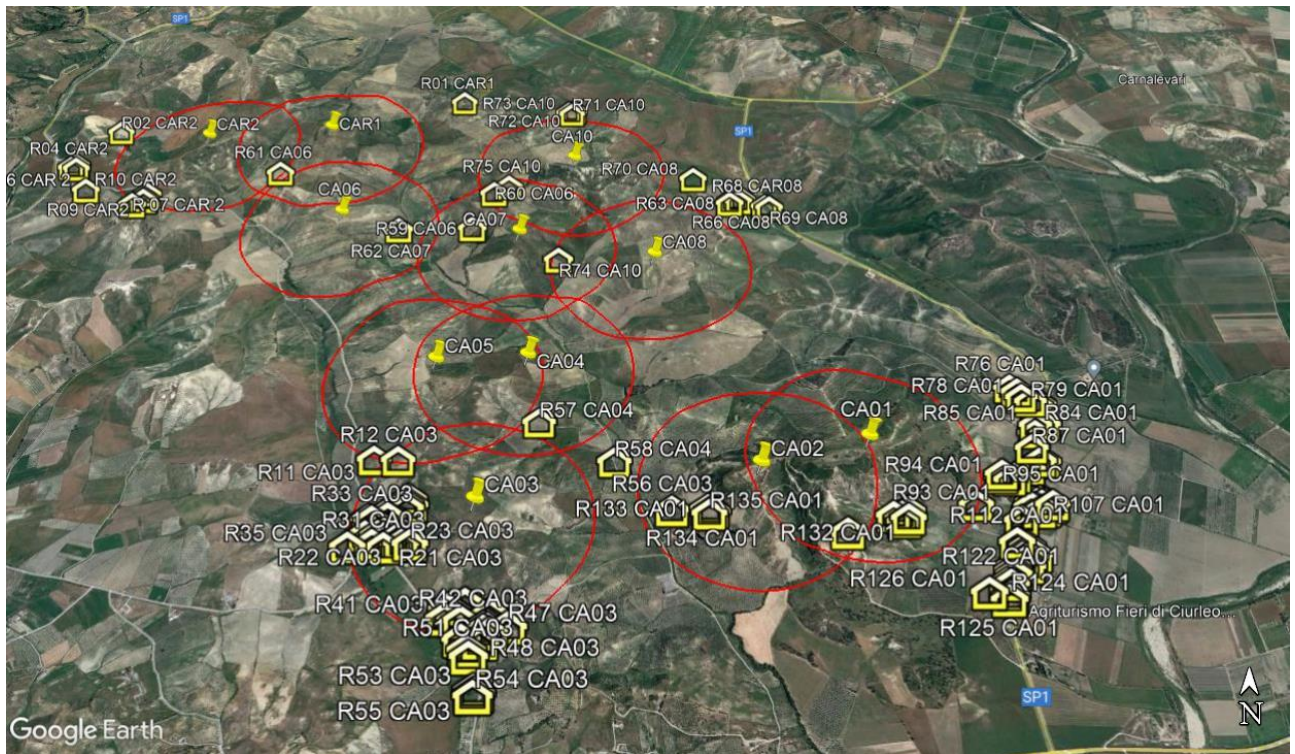 SP1
Carnalevari
R01 CAR1
R73 CA10
R71 CA10
R72 CA10
CA10
R02 CAR2
CAR2
CAR1
SP1
R04 CAR2
R61 CA06
R75 CA10
R70 CA08
6 CAR 2
R10 CAR2
R09 CAR2
R07 CAR 2
CA06
R60 CA06
R68 CAR08
R63 CA08
R66 CA08
R69 CA08
R59 CA06
CA07
R62 CA07
CA08
R74 CA10
CA05
CA04
R76 CA01
R78 CA01
R79 CA01
R85 CA01
R84 CA01
R57 CA04
CA01
R87 CA01
R12 CA03
R11 CA03
R58 CA04
CA02
R94 CA01
R95 CA01
R56 CA03
CA03
R33 CA03
R133 CA01
R135 CA01
R93 CA01
R107 CA01
R112 CA01
R31 CA03
R35 CA03
R23 CA03
R134 CA01
R132 CA01
R22 CA03
R21 CA03
R122 CA01
R126 CA01
R124 CA01
R41 CA03
R42 CA03
R47 CA03
Agriturismo Fieri di Ciurleo...
R51 CA03
R125 CA01
R48 CA03
R53 CA03
R54 CA03
R55 CA03
SP1
N
Google Earth